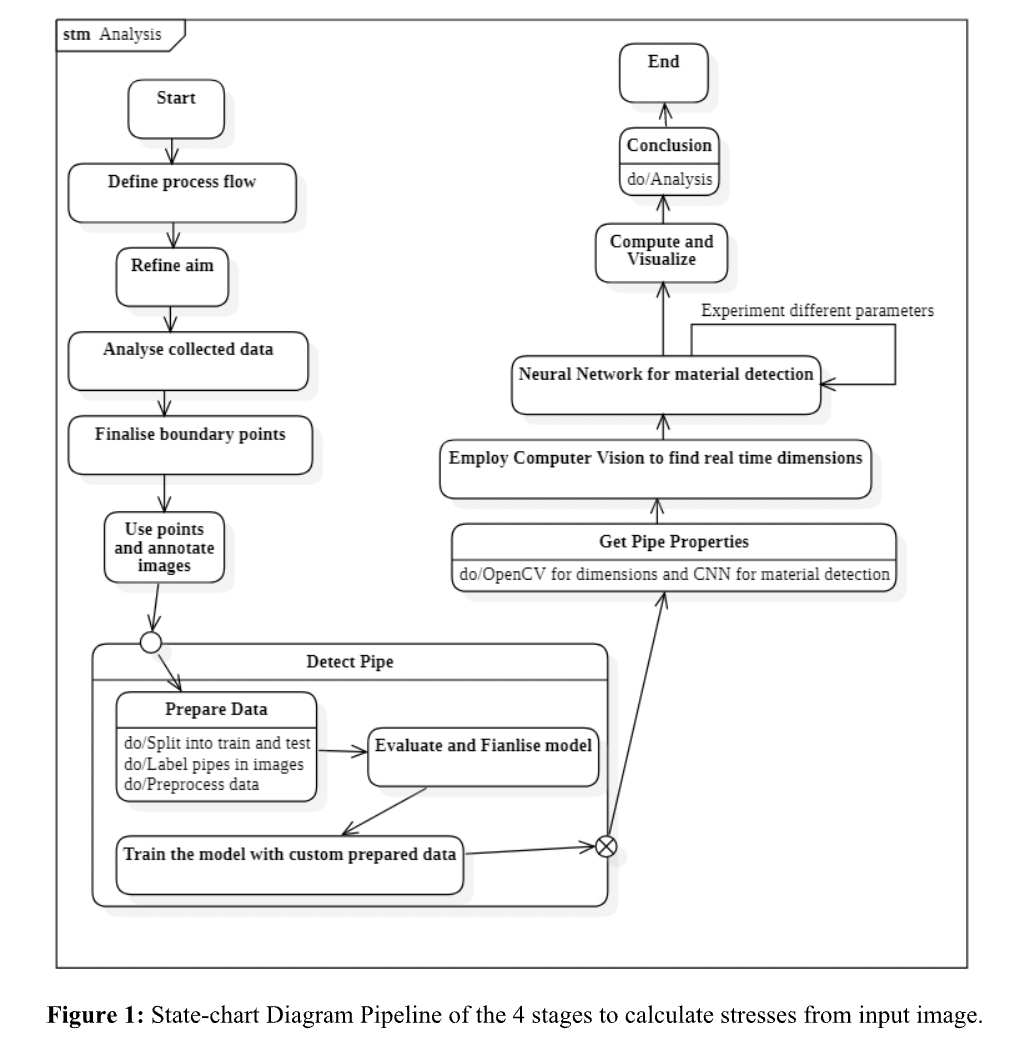 stm Analysis
Start
Define process flow
Refine aim
Analyse collected data
Finalise boundary points
Use points
and annotate
images
Detect Pipe
Prepare Data
do/Split into train and test
do/Label pipes in images
do/Preprocess data
Evaluate and Fianlise model
Train the model with custom prepared data
Get Pipe Properties
do/OpenCV for dimensions and CNN for material detection
Employ Computer Vision to find real time dimensions
Neural Network for material detection
Experiment different parameters
Compute and
Visualize
Conclusion
do/Analysis
End
Figure 1: State-chart Diagram Pipeline of the 4 stages to calculate stresses from input image.